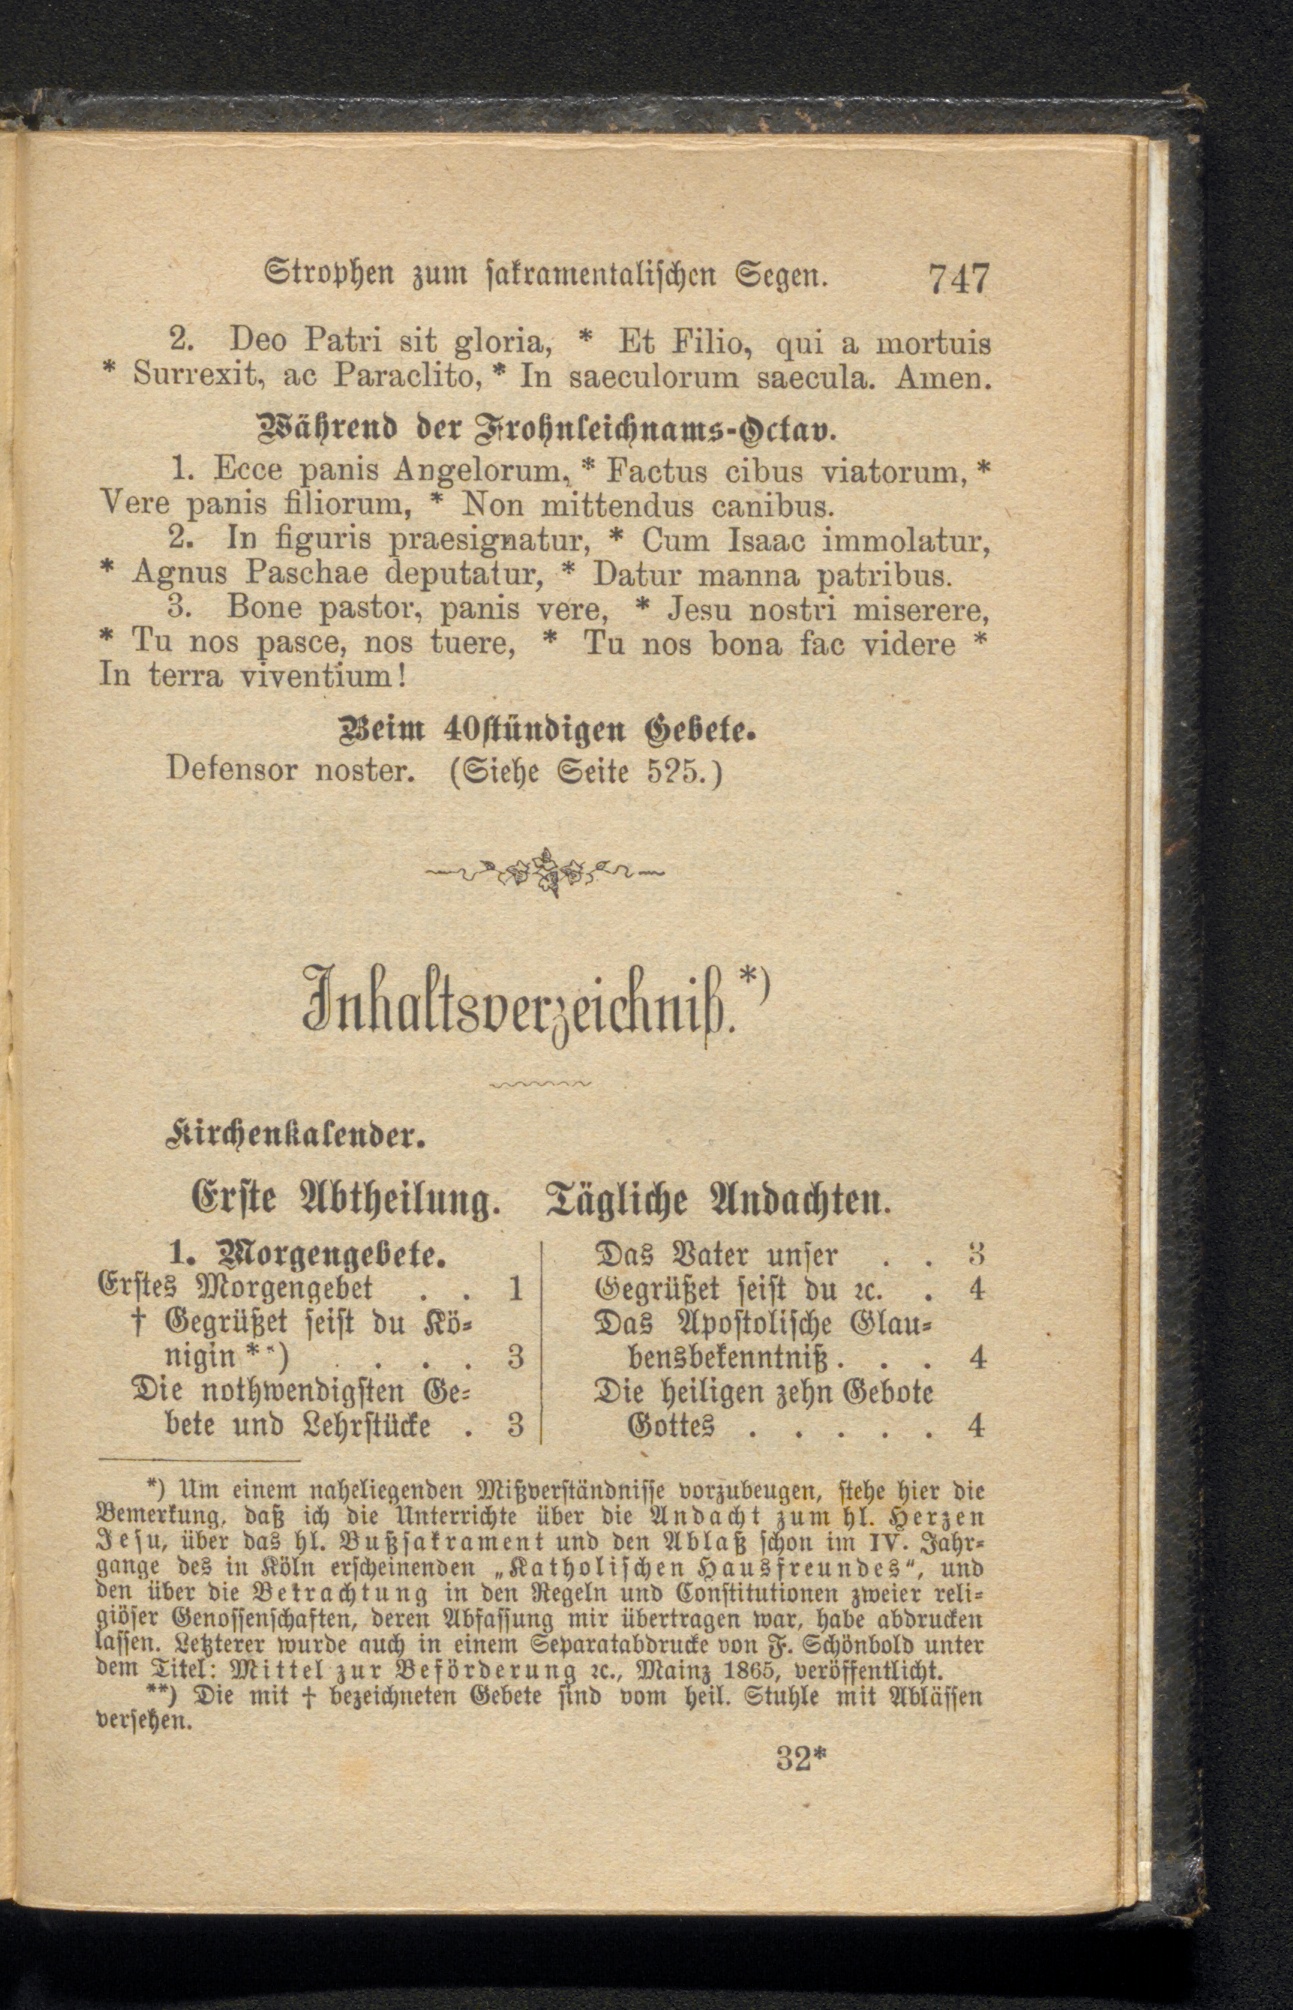 Strophen zum sakramentalischen Segen. 747
2. Deo Patri sit gloria, * Et Filio, qui a mortuis
* Surrexit, ac Paraclito, * In saeculorum saecula. Amen.
Während der Frohnleichnams-Octav.
1. Ecce panis Angelorum, * Factus cibus viatorum, *
Vere panis filiorum, * Non mittendus canibus.
2. In figuris praesignatur, * Cum Isaac immolatur,
* Agnus Paschae deputatur, * Datur manna patribus.
3. Bone pastor, panis vere, * Jesu nostri miserere,
* Tu nos pasce, nos tuere, * Tu nos bona fac videre *
In terra viventium!
Beim 40stündigen Gebete.
Defensor noster. (Siehe Seite 525.)
Inhaltsverzeichniß.*)
Kirchenkalender.
Erste Abtheilung. Tägliche Andachten.
1. Morgengebete.
Erstes Morgengebet . . 1
† Gegrüßet seist du Kö-
nigin **) . . . . 3
Die nothwendigsten Ge-
bete und Lehrstücke . 3
Das Vater unser . . 3
Gegrüßet seist du ꝛc. . 4
Das Apostolische Glau-
bensbekenntniß . . . 4
Die heiligen zehn Gebote
Gottes . . . . . 4
*) Um einem naheliegenden Mißverständnisse vorzubeugen, stehe hier die
Bemerkung, daß ich die Unterrichte über die Andacht zum hl. Herzen
Jesu, über das hl. Bußsakrament und den Ablaß schon im IV. Jahr-
gange des in Köln erscheinenden „Katholischen Hausfreundes“, und
den über die Betrachtung in den Regeln und Constitutionen zweier reli-
giöser Genossenschaften, deren Abfassung mir übertragen war, habe abdrucken
lassen. Letzterer wurde auch in einem Separatabdrucke von F. Schönbold unter
dem Titel: Mittel zur Beförderung ꝛc., Mainz 1865, veröffentlicht.
**) Die mit † bezeichneten Gebete sind vom heil. Stuhle mit Ablässen
versehen.
32*